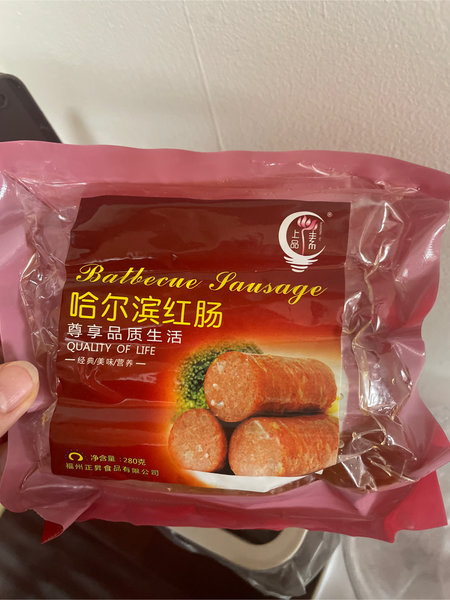 上品
素
®
Batbecue Sausage
哈尔滨红肠
尊享品质生活
QUALITY OF LIFE
经典/美味/营养
净含量: 280克
福州正巽食品有限公司